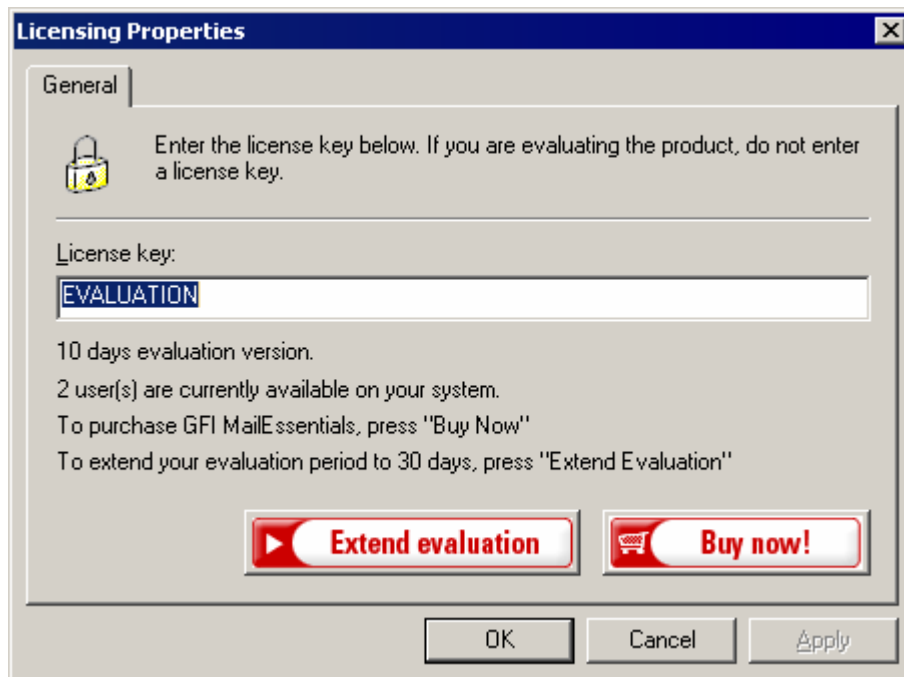 Licensing Properties
General
Enter the license key below. If you are evaluating the product, do not enter
a license key.
License key:
EVALUATION
10 days evaluation version.
2 user(s) are currently available on your system.
To purchase GFI MailEssentials, press "Buy Now"
To extend your evaluation period to 30 days, press "Extend Evaluation"
Extend evaluation
Buy now!
OK
Cancel
Apply